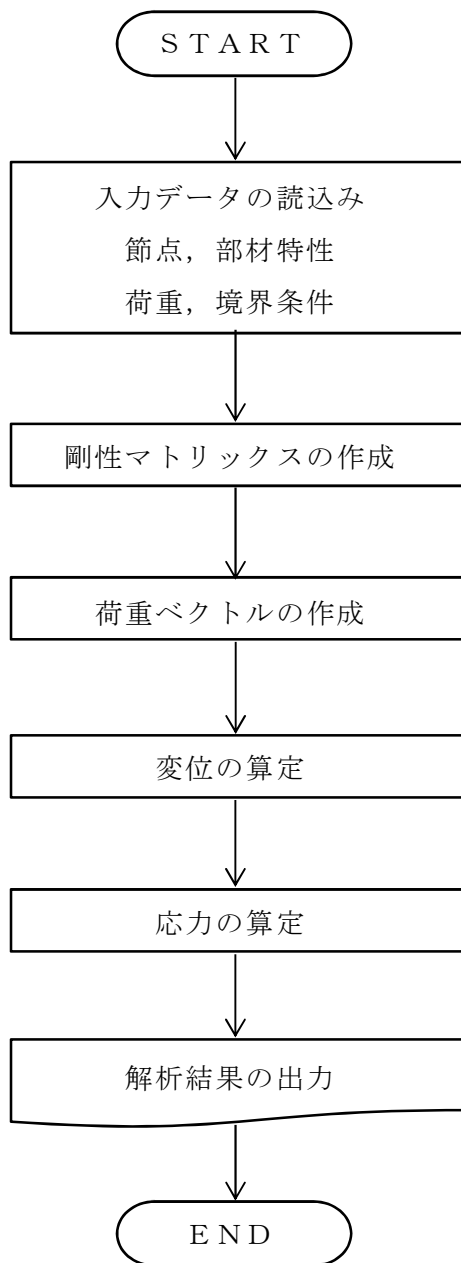 ＳＴＡＲＴ
入力データの読込み
節点，部材特性
荷重，境界条件
剛性マトリックスの作成
荷重ベクトルの作成
変位の算定
応力の算定
解析結果の出力
ＥＮＤ